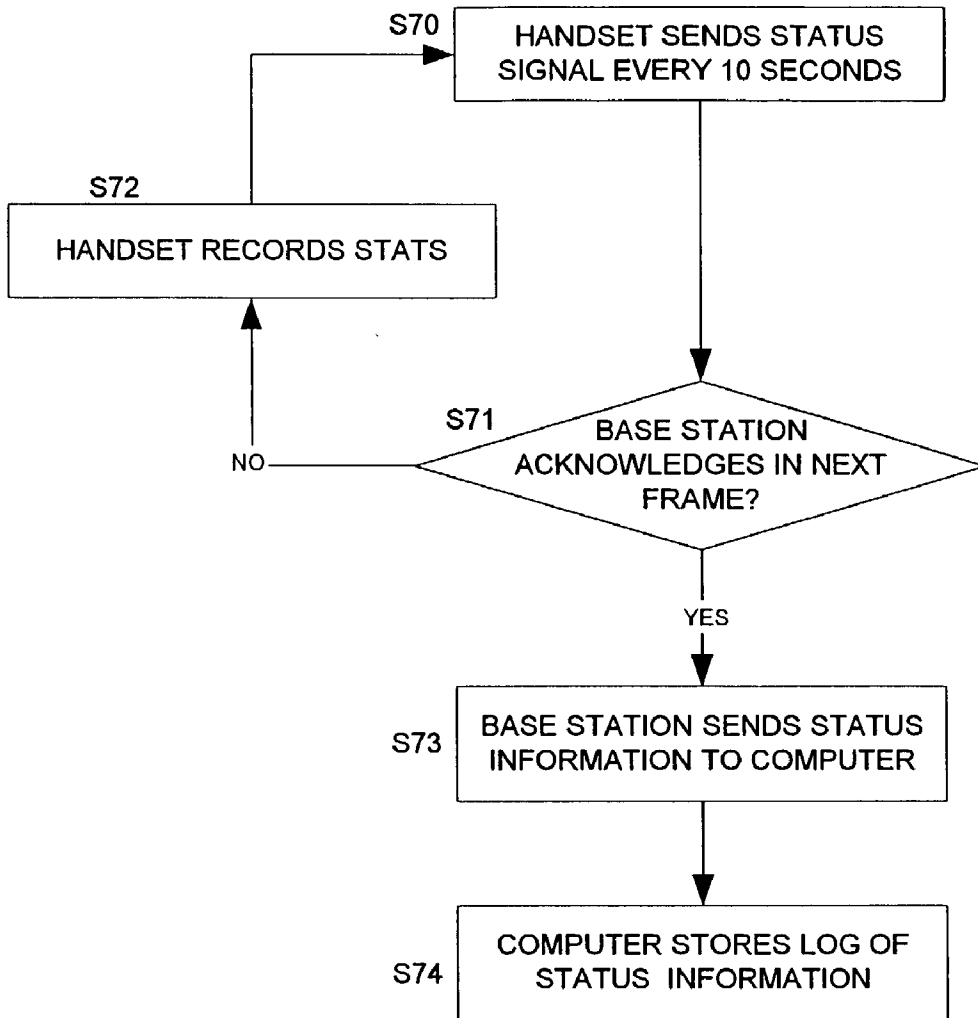 S70
HANDSET SENDS STATUS
SIGNAL EVERY 10 SECONDS
S72
HANDSET RECORDS STATS
S71
BASE STATION
ACKNOWLEDGES IN NEXT
FRAME?
NO
YES
S73
BASE STATION SENDS STATUS
INFORMATION TO COMPUTER
S74
COMPUTER STORES LOG OF
STATUS INFORMATION